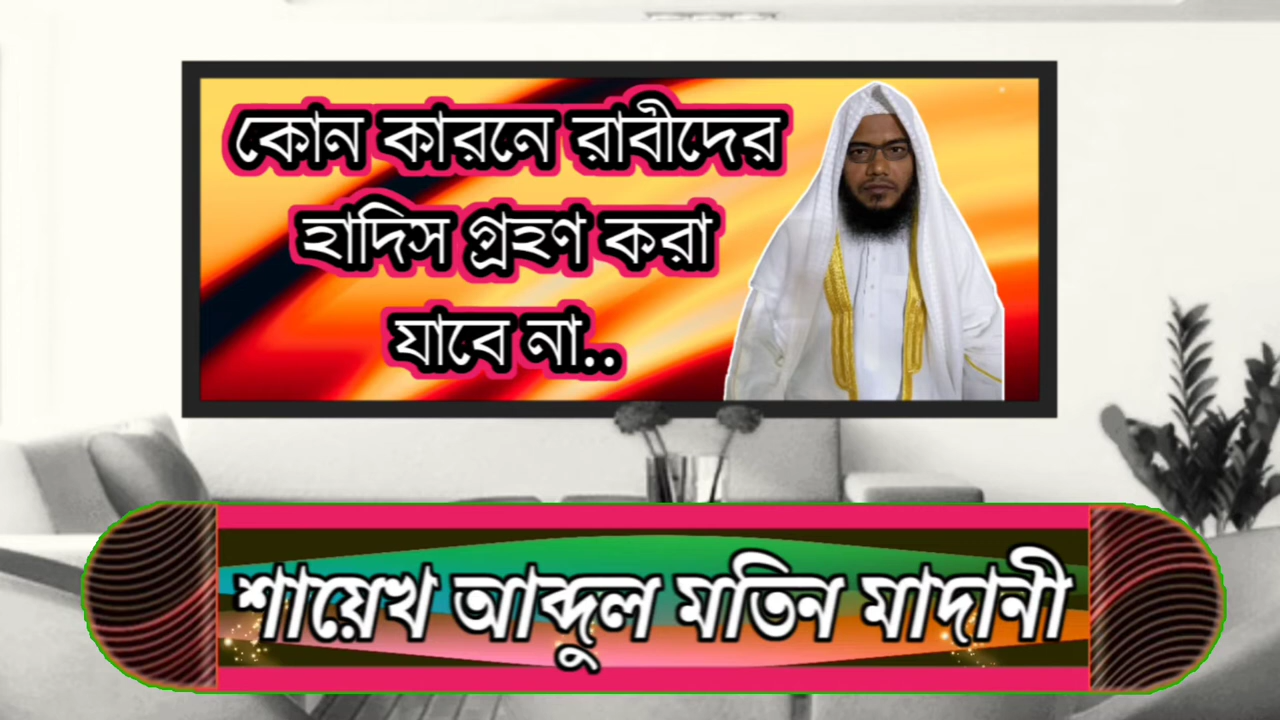 কোন কারনে রাবীদের
হাদিস গ্রহণ করা
যাবে না..
শায়েখ আব্দুল মতিন মাদানী